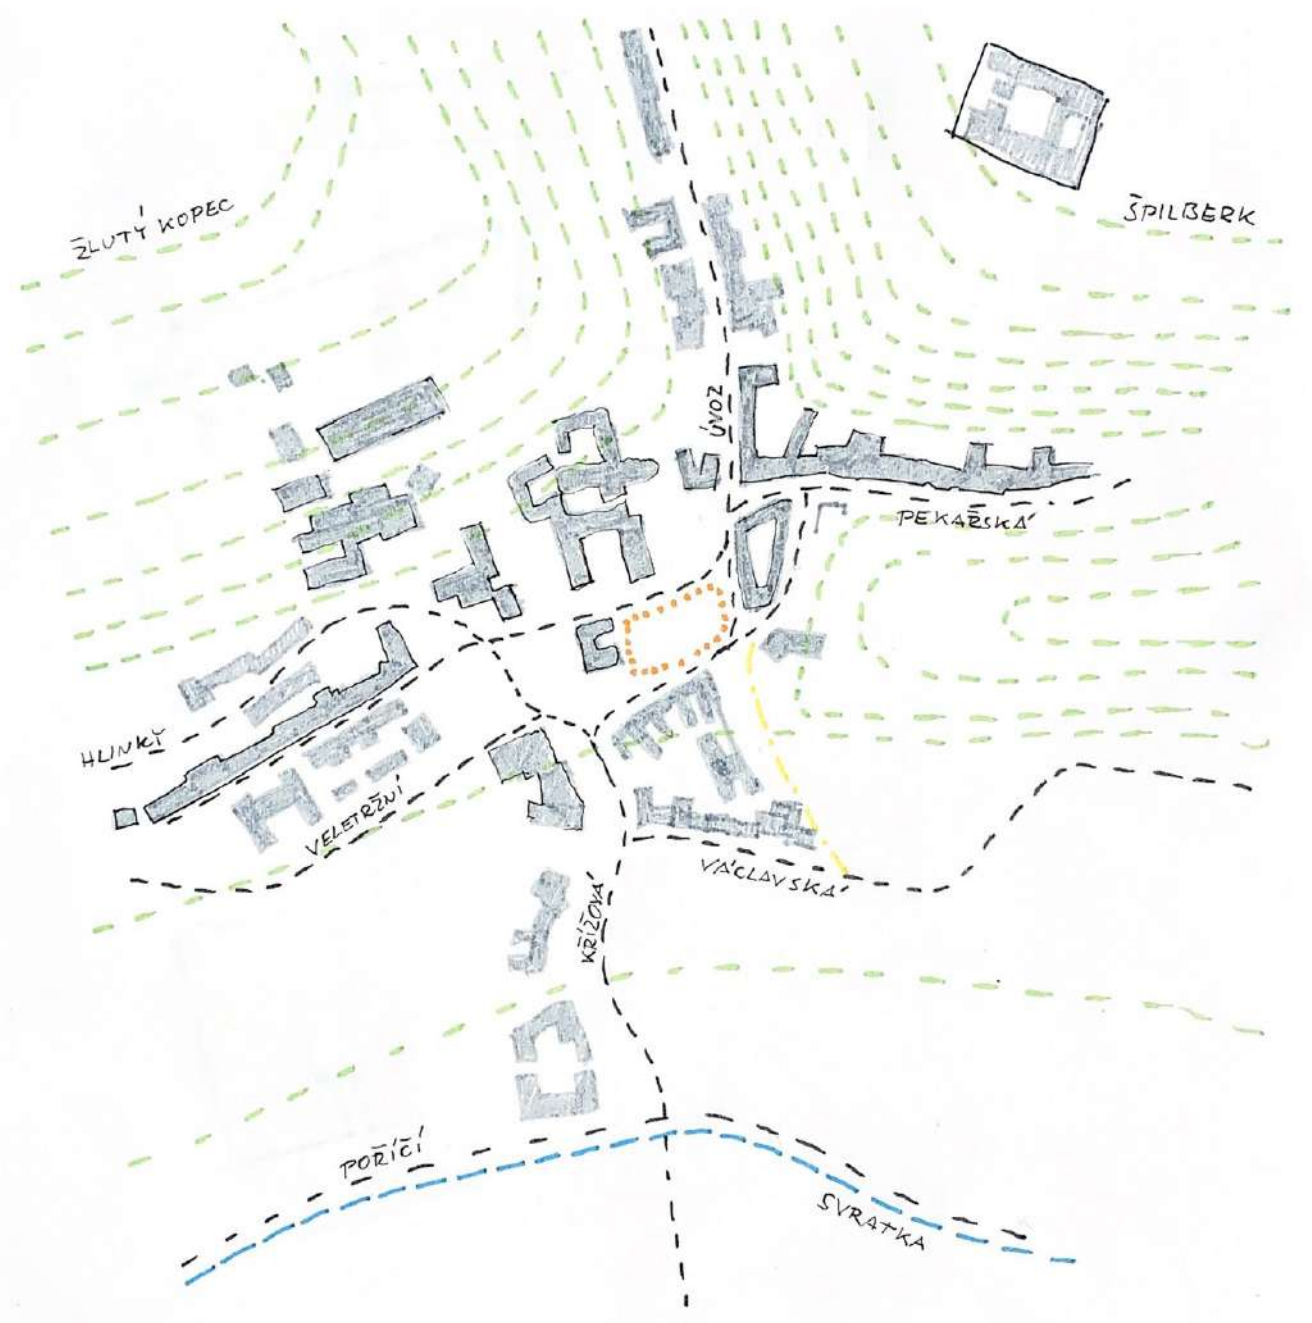 ŽLUTÝ KOPEC
ŠPILBERK
ÚVOZ
PEKAŘSKÁ
HLINKY
VELETRŽNÍ
VÁCLAVSKÁ
KŘÍŽOVÁ
POŘÍČÍ
SVRATKA